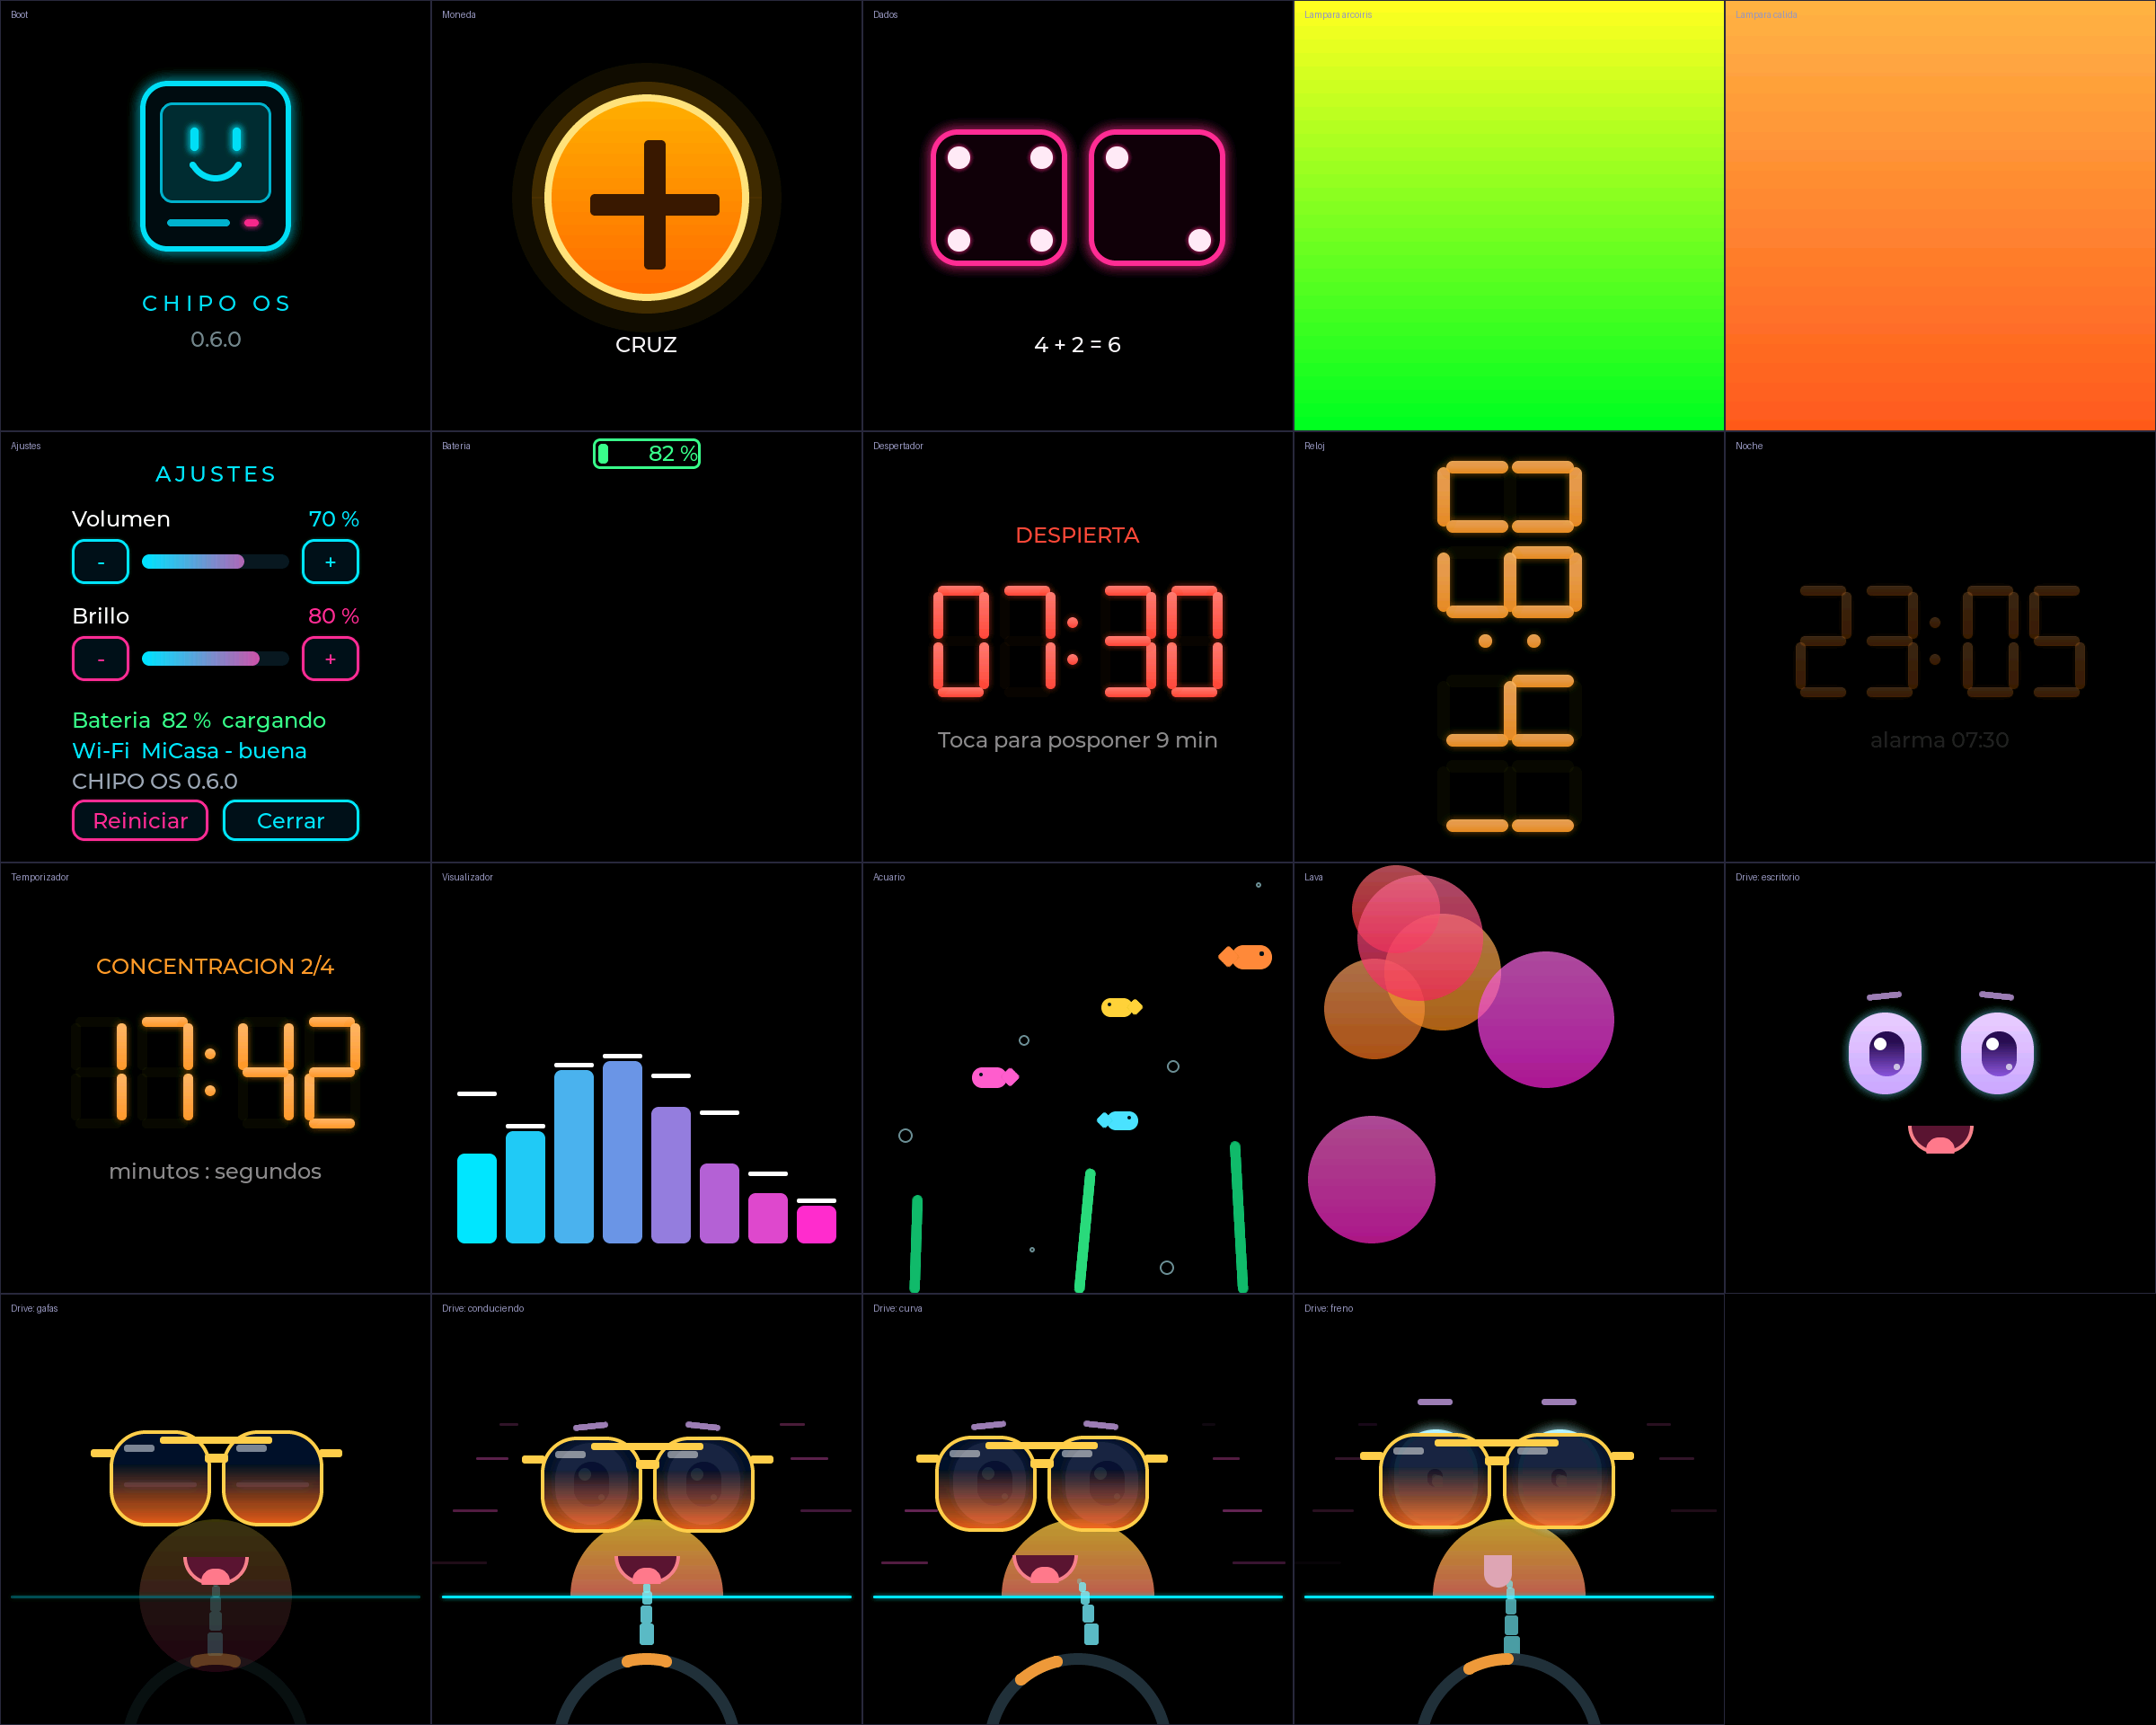 Boot
CHIPO OS
0.6.0
Moneda
CRUZ
Dados
4 + 2 = 6
Lampara arcoiris
Lampara calida
Ajustes
AJUSTES
Volumen 70 %
- +
Brillo 80 %
- +
Bateria 82 % cargando
Wi-Fi MiCasa - buena
CHIPO OS 0.6.0
Reiniciar Cerrar
Bateria
82 %
Despertador
DESPIERTA
07:30
Toca para posponer 9 min
Reloj
09:41
Noche
23:05
alarma 07:30
Temporizador
CONCENTRACION 2/4
17:42
minutos : segundos
Visualizador
Acuario
Lava
Drive: escritorio
Drive: gafas
Drive: conduciendo
Drive: curva
Drive: freno